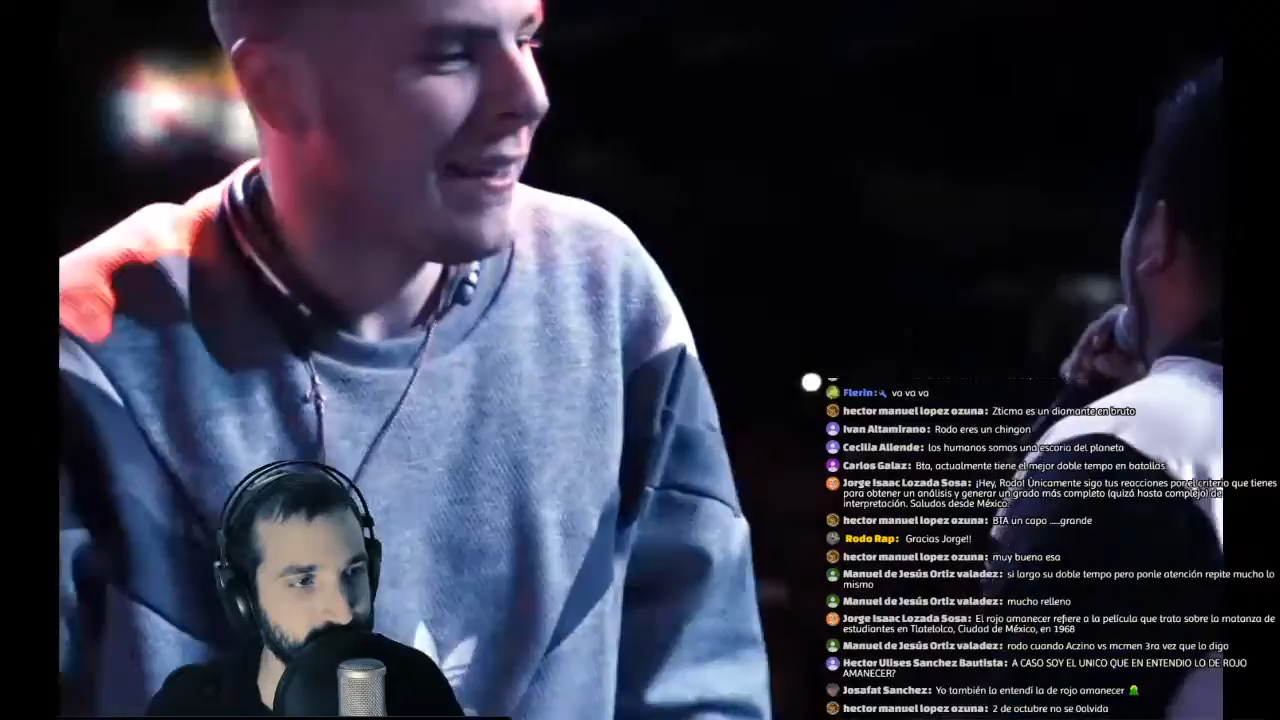 Flerin: va va va
hector manuel lopez ozuna: Zticma es un diamante en bruto
Ivan Altamirano: Rodo eres un chingon
Cecilia Allende: los humanos somos una escoria del planeta
Carlos Galaz: Bta, actualmente tiene el mejor doble tempo en batallas
Jorge Isaac Lozada Sosa: ¡Hey, Rodo! Únicamente sigo tus reacciones por el criterio que tienes
para obtener un análisis y generar un grado más completo (quizá hasta complejo) de
interpretación. Saludos desde México.
hector manuel lopez ozuna: BTA un capo .....grande
Rodo Rap: Gracias Jorge!!
hector manuel lopez ozuna: muy buena esa
Manuel de Jesús Ortiz valadez: si largo su doble tempo pero ponle atención repite mucho lo
mismo
Manuel de Jesús Ortiz valadez: mucho relleno
Jorge Isaac Lozada Sosa: El rojo amanecer refiere a la película que trata sobre la matanza de
estudiantes en Tlatelolco, Ciudad de México, en 1968
Manuel de Jesús Ortiz valadez: rodo cuando Aczino vs mcmen 3ra vez que lo digo
Hector Ulises Sanchez Bautista: A CASO SOY EL UNICO QUE EN ENTENDIO LO DE ROJO
AMANECER?
Josafat Sanchez: Yo también la entendí la de rojo amanecer
hector manuel lopez ozuna: 2 de octubre no se 0olvida